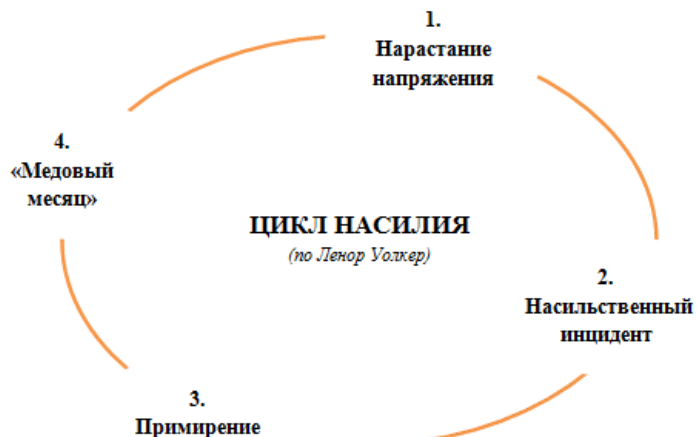 1.
Нарастание
напряжения
4.
«Медовый
месяц»
ЦИКЛ НАСИЛИЯ
(по Ленор Уолкер)
2.
Насильственный
инцидент
3.
Примирение